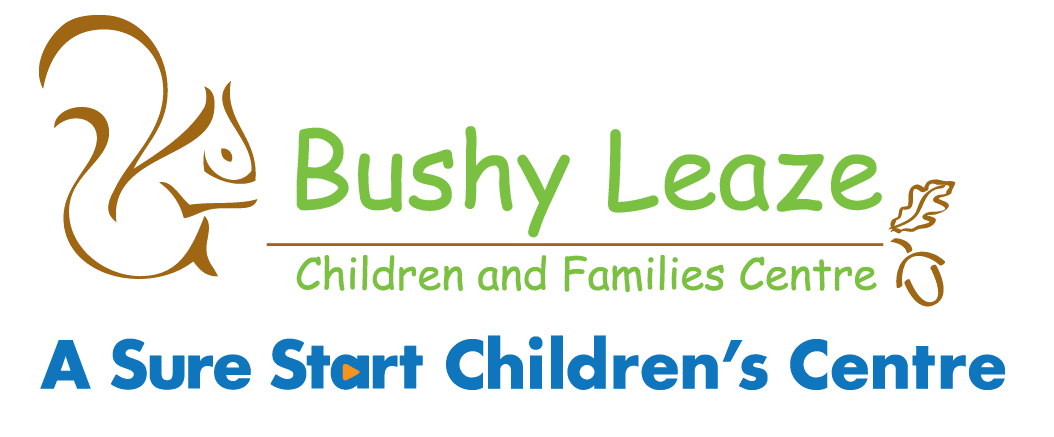 Bushy Leaze
Children and Families Centre
A Sure Start Children’s Centre